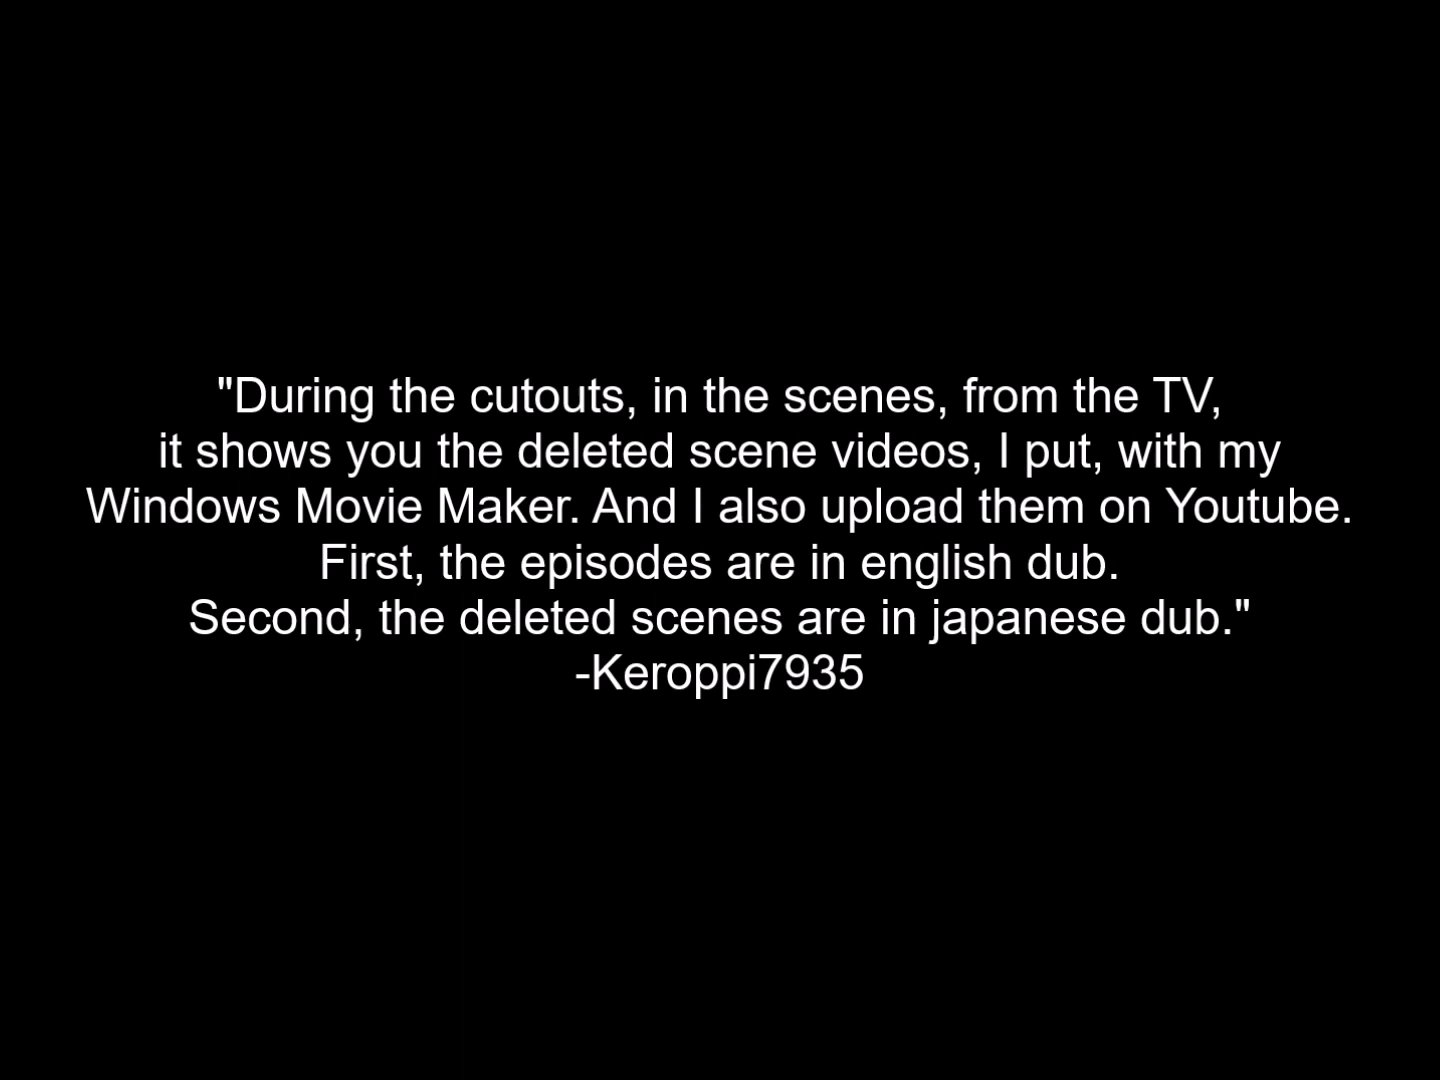 "During the cutouts, in the scenes, from the TV,
it shows you the deleted scene videos, I put, with my
Windows Movie Maker. And I also upload them on Youtube.
First, the episodes are in english dub.
Second, the deleted scenes are in japanese dub."
-Keroppi7935